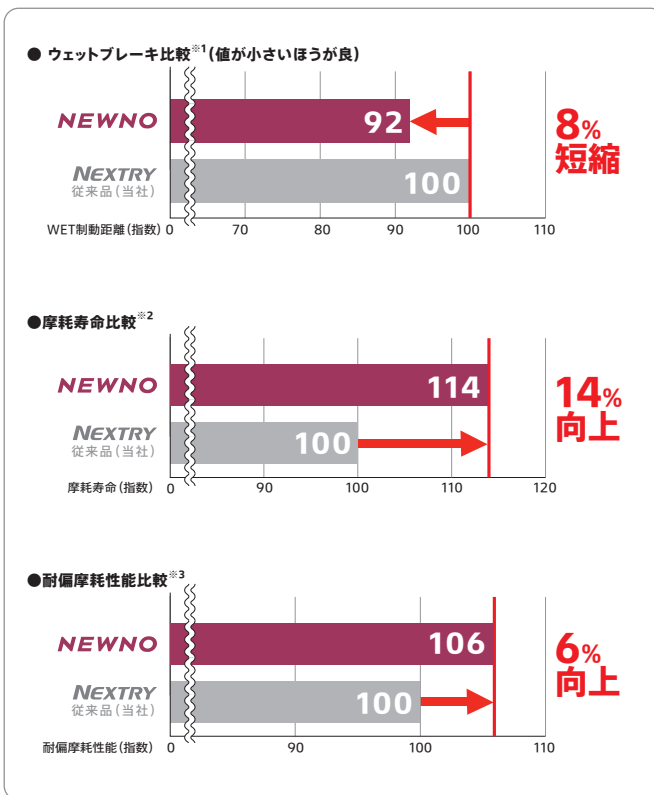 ● ウェットブレーキ比較※1(値が小さいほうが良)
NEWNO
92
8%
短縮
NEXTRY
従来品(当社)
100
WET制動距離(指数) 0 70 80 90 100 110
●摩耗寿命比較※2
NEWNO
114
14%
向上
NEXTRY
従来品(当社)
100
摩耗寿命(指数) 0 90 100 110 120
●耐偏摩耗性能比較※3
NEWNO
106
6%
向上
NEXTRY
従来品(当社)
100
耐偏摩耗性能(指数) 0 90 100 110